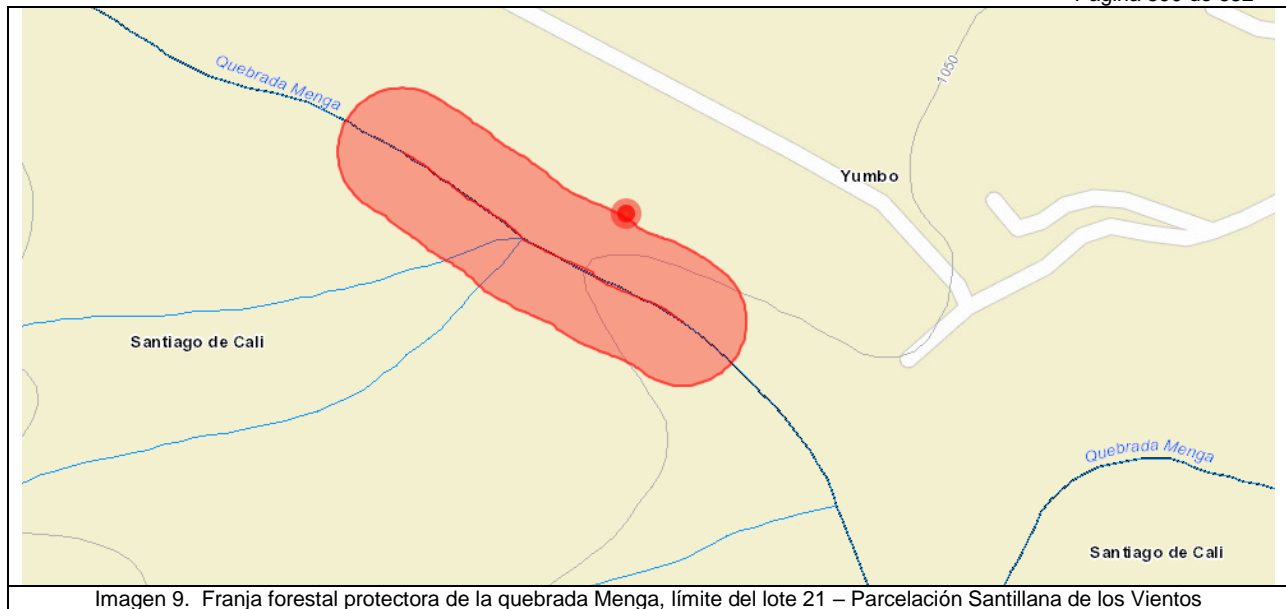 Quebrada Menga
1050
Yumbo
Santiago de Cali
Quebrada Menga
Santiago de Cali
Imagen 9. Franja forestal protectora de la quebrada Menga, límite del lote 21 – Parcelación Santillana de los Vientos